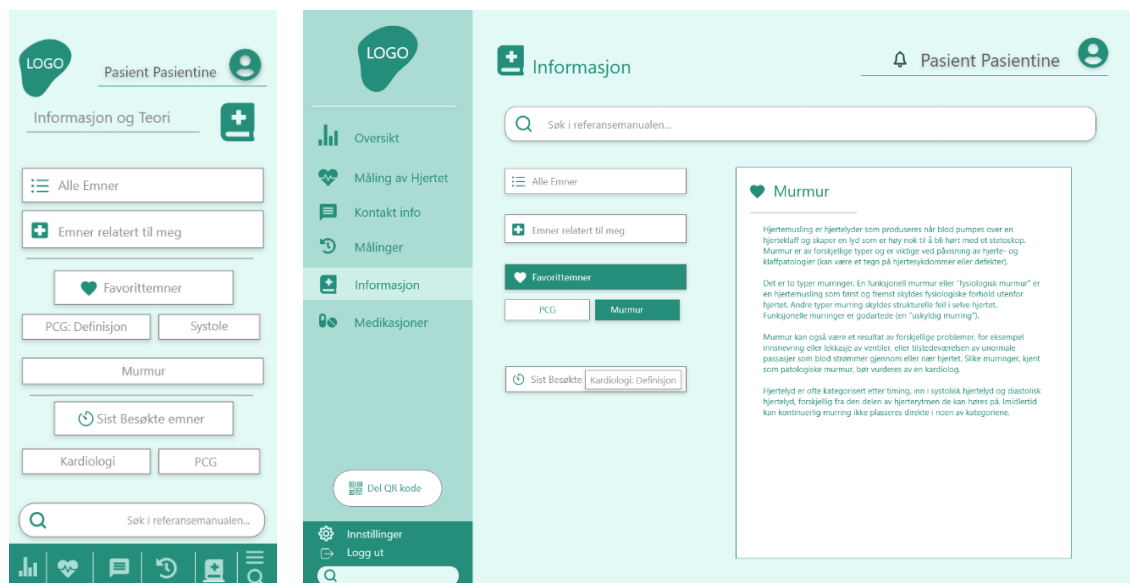 LOGO
Pasient Pasientine
Informasjon og Teori
Alle Emner
Emner relatert til meg
Favorittemner
PCG: Definisjon
Systole
Murmur
Sist Besøkte emner
Kardiologi
PCG
Søk i referansemanualen...
LOGO
Oversikt
Måling av Hjertet
Kontakt info
Målinger
Informasjon
Medikasjoner
Del QR kode
Innstillinger
Logg ut
Informasjon
Pasient Pasientine
Søk i referansemanualen...
Alle Emner
Emner relatert til meg
Favorittemner
PCG
Murmur
Sist Besøkte
Kardiologi: Definisjon
Murmur
Hjertemusling er hjertelyder som produseres når blod pumpes over en
hjerteklaff og skaper en lyd som er høy nok til å bli hørt med et stetoskop.
Murmur er av forskjellige typer og er viktige ved påvisning av hjerte- og
klaffpatologier (kan være et tegn på hjertesykdommer eller defekter).
Det er to typer murringer. En funksjonell murmur eller "fysiologisk murmur" er
en hjertemusling som først og fremst skyldes fysiologiske forhold utenfor
hjertet. Andre typer murring skyldes strukturelle feil i selve hjertet.
Funksjonelle murringer er godartede (en "uskyldig murring").
Murmur kan også være et resultat av forskjellige problemer, for eksempel
innsnevring eller lekkasje av ventiler, eller tilstedeværelsen av unormale
passasjer som blod strømmer gjennom eller nær hjertet. Slike murringer, kjent
som patologiske murmur, bør vurderes av en kardiolog.
Hjertelyd er ofte kategorisert etter timing, inn i systolisk hjertelyd og diastolisk
hjertelyd, forskjellig fra den delen av hjerterytmen de kan høres på. Imidlertid
kan kontinuerlig murring ikke plasseres direkte i noen av kategoriene.